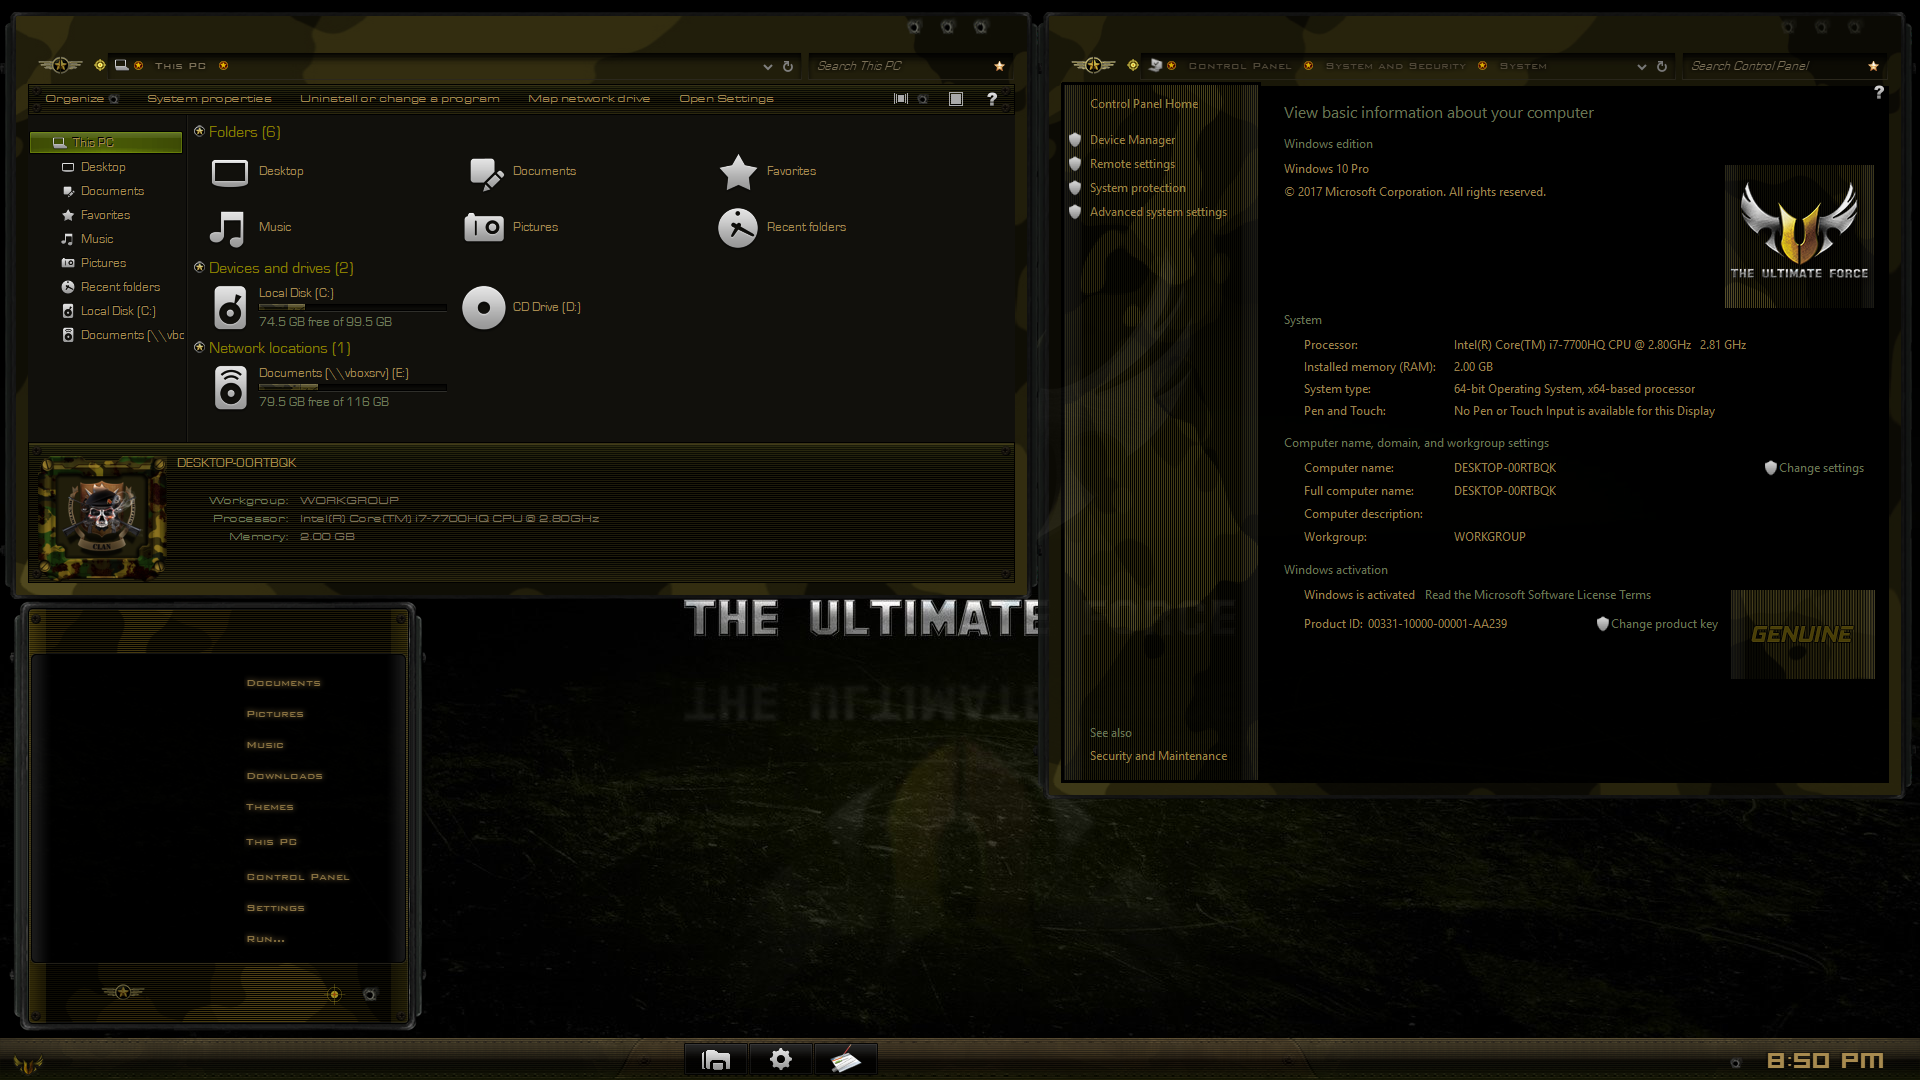 This PC
Search This PC
Organize
System properties
Uninstall or change a program
Map network drive
Open Settings
?
This PC
Desktop
Documents
Favorites
Music
Pictures
Recent folders
Local Disk (C:)
Documents (\\vbc
Folders (6)
Desktop
Documents
Favorites
Music
Pictures
Recent folders
Devices and drives (2)
Local Disk (C:)
74.5 GB free of 99.5 GB
CD Drive (D:)
Network locations (1)
Documents (\\vboxsrv) (E:)
79.5 GB free of 116 GB
DESKTOP-00RTBQK
Workgroup: WORKGROUP
Processor: Intel(R) Core(TM) i7-7700HQ CPU @ 2.80GHz
Memory: 2.00 GB
CLAN
Control Panel
System and Security
System
Search Control Panel
?
Control Panel Home
Device Manager
Remote settings
System protection
Advanced system settings
See also
Security and Maintenance
View basic information about your computer
Windows edition
Windows 10 Pro
© 2017 Microsoft Corporation. All rights reserved.
THE ULTIMATE FORCE
System
Processor: Intel(R) Core(TM) i7-7700HQ CPU @ 2.80GHz 2.81 GHz
Installed memory (RAM): 2.00 GB
System type: 64-bit Operating System, x64-based processor
Pen and Touch: No Pen or Touch Input is available for this Display
Computer name, domain, and workgroup settings
Computer name: DESKTOP-00RTBQK
Change settings
Full computer name: DESKTOP-00RTBQK
Computer description:
Workgroup: WORKGROUP
Windows activation
Windows is activated Read the Microsoft Software License Terms
Product ID: 00331-10000-00001-AA239
Change product key
GENUINE
THE ULTIMATE FORCE
Documents
Pictures
Music
Downloads
Themes
This PC
Control Panel
Settings
Run...
8:50 PM